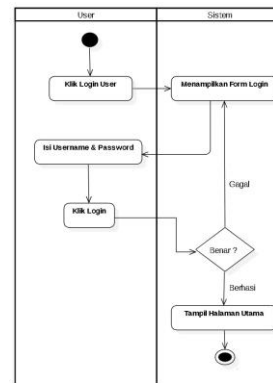 User
Sistem
Klik Login User
Menampilkan Form Login
Isi Username & Password
Gagal
Klik Login
Benar ?
Berhasi
Tampil Halaman Utama